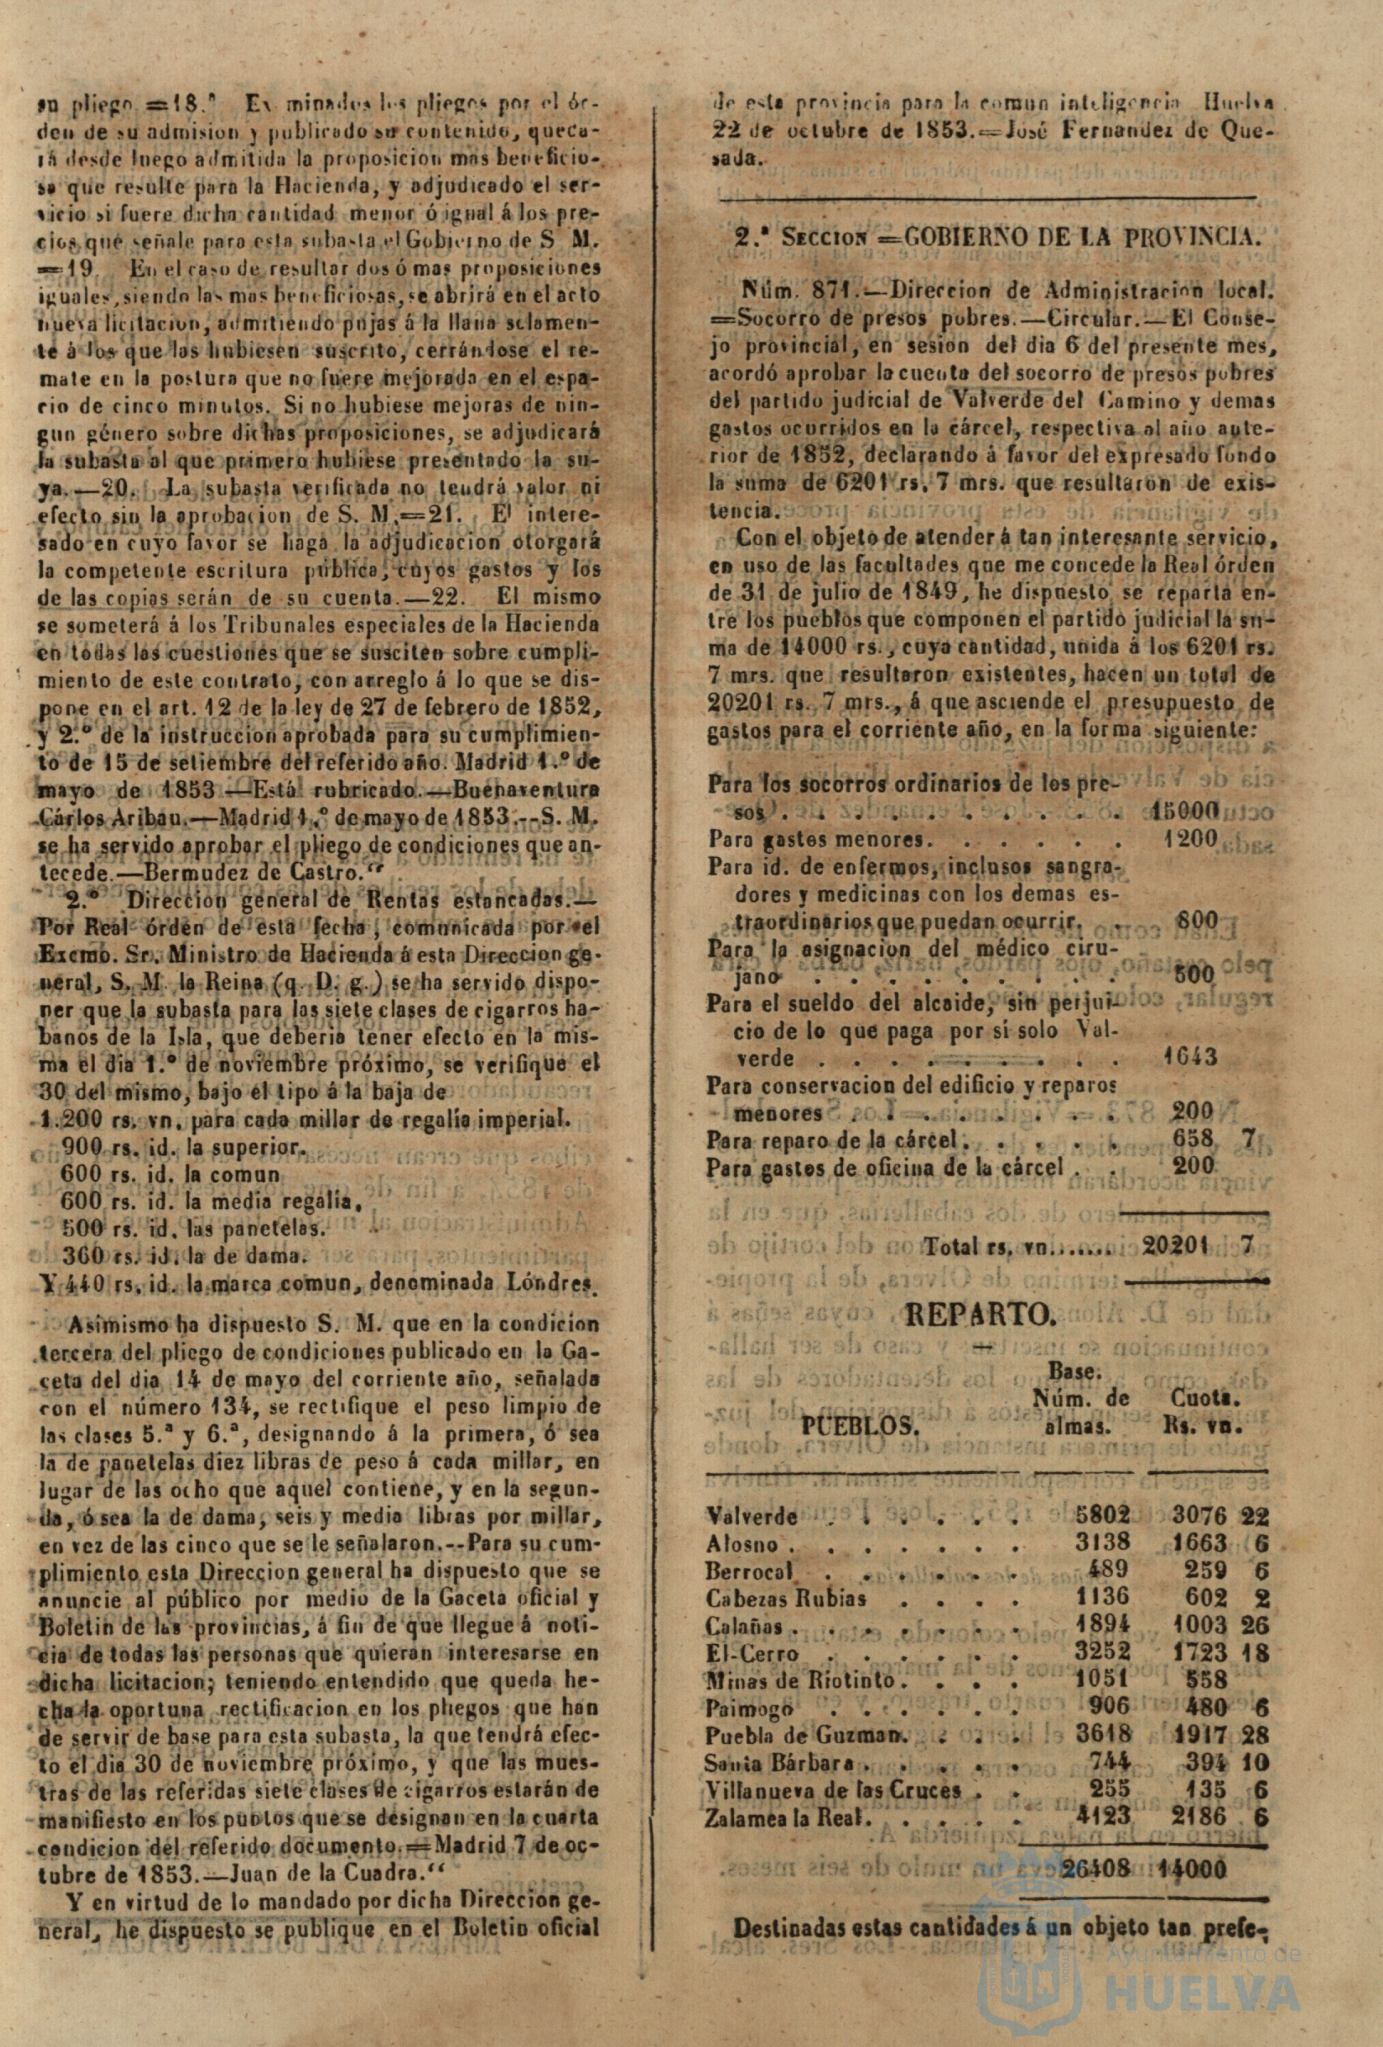 su pliego.=18.ª Ex minados los pliegos por el ór-
den de su admision y publicado su contenido, queda-
rá desde luego admitida la proposicion mas beneficio-
sa que resulte para la Hacienda, y adjudicado el ser-
vicio si fuere dicha cantidad menor ó igual á los pre-
cios que señale para esta subasta el Gobierno de S M.
=19. En el caso de resultar dos ó mas proposiciones
iguales, siendo las mas beneficiosas, se abrirá en el acto
nueva licitacion, admitiendo pujas á la llana solamen-
te á los que las hubiesen suscrito, cerrándose el re-
mate en la postura que no fuere mejorada en el espa-
cio de cinco minutos. Si no hubiese mejoras de nin-
gun género sobre dichas proposiciones, se adjudicará
la subasta al que primero hubiese presentado la su-
ya.—20. La subasta verificada no tendrá valor ni
efecto sin la aprobacion de S. M.=21. El intere-
sado en cuyo favor se haga la adjudicacion otorgará
la competente escritura pública, cuyos gastos y los
de las copias serán de su cuenta.—22. El mismo
se someterá á los Tribunales especiales de la Hacienda
en todas las cuestiones que se susciten sobre cumpli-
miento de este contrato, con arreglo á lo que se dis-
pone en el art. 12 de la ley de 27 de febrero de 1852,
y 2.º de la instruccion aprobada para su cumplimien-
to de 15 de setiembre del referido año. Madrid 1.º de
mayo de 1853—Está rubricado.—Buenaventura
Cárlos Aribau.—Madrid 1.º de mayo de 1853.--S. M.
se ha servido aprobar el pliego de condiciones que an-
tecede.—Bermudez de Castro.“
2.º Direccion general de Rentas estancadas.—
Por Real órden de esta fecha, comunicada por el
Excmo. Sr. Ministro de Hacienda á esta Direccion ge-
neral, S. M. la Reina (q. D. g.) se ha servido dispo-
ner que la subasta para las siete clases de cigarros ha-
banos de la Isla, que deberia tener efecto en la mis-
ma el dia 1.º de noviembre próximo, se verifique el
30 del mismo, bajo el tipo á la baja de
1.200 rs. vn. para cada millar de regalía imperial.
900 rs. id. la superior.
600 rs. id. la comun
600 rs. id. la media regalía.
500 rs. id. las panetelas.
360 rs. id. la de dama.
Y 440 rs. id. la marca comun, denominada Lóndres.
Asimismo ha dispuesto S. M. que en la condicion
tercera del pliego de condiciones publicado en la Ga-
ceta del dia 14 de mayo del corriente año, señalada
con el número 134, se rectifique el peso limpio de
las clases 5.ª y 6.ª, designando á la primera, ó sea
la de panetelas diez libras de peso á cada millar, en
lugar de las ocho que aquel contiene, y en la segun-
da, ó sea la de dama, seis y media libras por millar,
en vez de las cinco que se le señalaron.--Para su cum-
plimiento esta Direccion general ha dispuesto que se
anuncie al público por medio de la Gaceta oficial y
Boletin de las provincias, á fin de que llegue á noti-
cia de todas las personas que quieran interesarse en
dicha licitacion; teniendo entendido que queda he-
cha la oportuna rectificacion en los pliegos que han
de servir de base para esta subasta, la que tendrá efec-
to el dia 30 de noviembre próximo, y que las mues-
tras de las referidas siete clases de cigarros estarán de
manifiesto en los puntos que se designan en la cuarta
condicion del referido documento.=Madrid 7 de oc-
tubre de 1853.—Juan de la Cuadra.“
Y en virtud de lo mandado por dicha Direccion ge-
neral, he dispuesto se publique en el Boletin oficial
de esta provincia para la comun inteligencia Huelva
22 de octubre de 1853.=José Fernandez de Que-
sada.
2.ª SECCION=GOBIERNO DE LA PROVINCIA.
Núm. 871.—Direccion de Administracion local.
=Socorro de presos pobres.—Circular.—El Conse-
jo provincial, en sesion del dia 6 del presente mes,
acordó aprobar la cuenta del socorro de presos pobres
del partido judicial de Valverde del Camino y demas
gastos ocurridos en la cárcel, respectiva al año ante-
rior de 1852, declarando á favor del expresado fondo
la suma de 6201 rs. 7 mrs. que resultaron de exis-
tencia.
Con el objeto de atender á tan interesante servicio,
en uso de las facultades que me concede la Real órden
de 31 de julio de 1849, he dispuesto se reparta en-
tre los pueblos que componen el partido judicial la su-
ma de 14000 rs., cuya cantidad, unida á los 6201 rs.
7 mrs. que resultaron existentes, hacen un total de
20201 rs. 7 mrs., á que asciende el presupuesto de
gastos para el corriente año, en la forma siguiente:
Para los socorros ordinarios de los pre-
sos . . . . . . . . . . 15000
Para gastos menores. . . . . . 1200
Para id. de enfermos, inclusos sangra-
dores y medicinas con los demas es-
traordinarios que puedan ocurrir. . 800
Para la asignacion del médico ciru-
jano . . . . . . . . . 500
Para el sueldo del alcaide, sin perjui-
cio de lo que paga por si solo Val-
verde . . . . . . . . . 1643
Para conservacion del edificio y reparos
menores . . . . . . . . 200
Para reparo de la cárcel. . . . . 658 7
Para gastos de oficina de la cárcel . . 200
Total rs. vn....... 20201 7
REPARTO.
Base.
Núm. de Cuota.
PUEBLOS. almas. Rs. vn.
Valverde . . . . . . 5802 3076 22
Alosno . . . . . . . 3138 1663 6
Berrocal . . . . . . 489 259 6
Cabezas Rubias . . . . 1136 602 2
Calañas . . . . . . . 1894 1003 26
El-Cerro . . . . . . 3252 1723 18
Minas de Riotinto. . . . 1051 558
Paimogo . . . . . . 906 480 6
Puebla de Guzman. . . . 3618 1917 28
Santa Bárbara . . . . . 744 394 10
Villanueva de las Cruces . . 255 135 6
Zalamea la Real. . . . . 4123 2186 6
26408 14000
Destinadas estas cantidades á un objeto tan prefe-
Ayuntamiento de
HUELVA